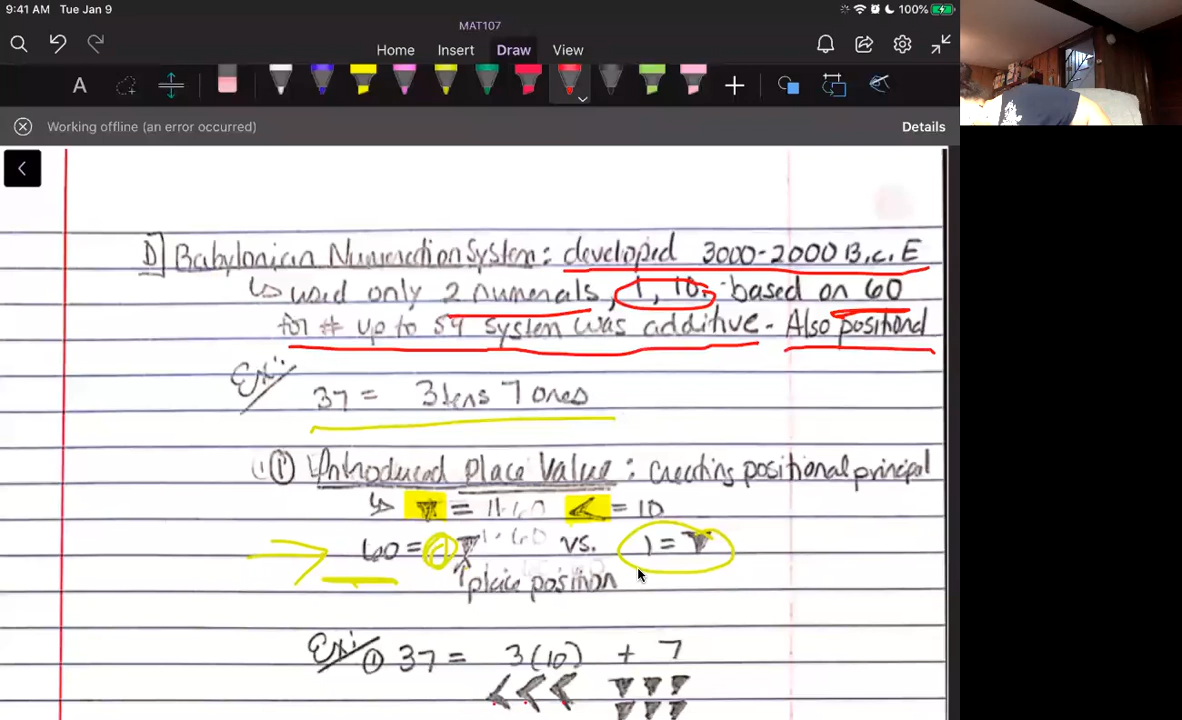 9:41 AM Tue Jan 9
100%
MAT107
Home Insert Draw View
A
Working offline (an error occurred)
Details
D] Babylonian Numeration System: developed 3000-2000 B.C.E
↳ used only 2 numerals, 1, 10, based on 60
for # up to 59 system was additive - Also positional
Ex:
37 = 3 tens 7 ones
① Introduced Place Value: creating positional principal
↳ ▼ = < = 10
60 = ▼ vs. 1 = ▼
↑ place position
Ex: ① 37 = 3(10) + 7
<<< ▼▼▼
▼▼▼